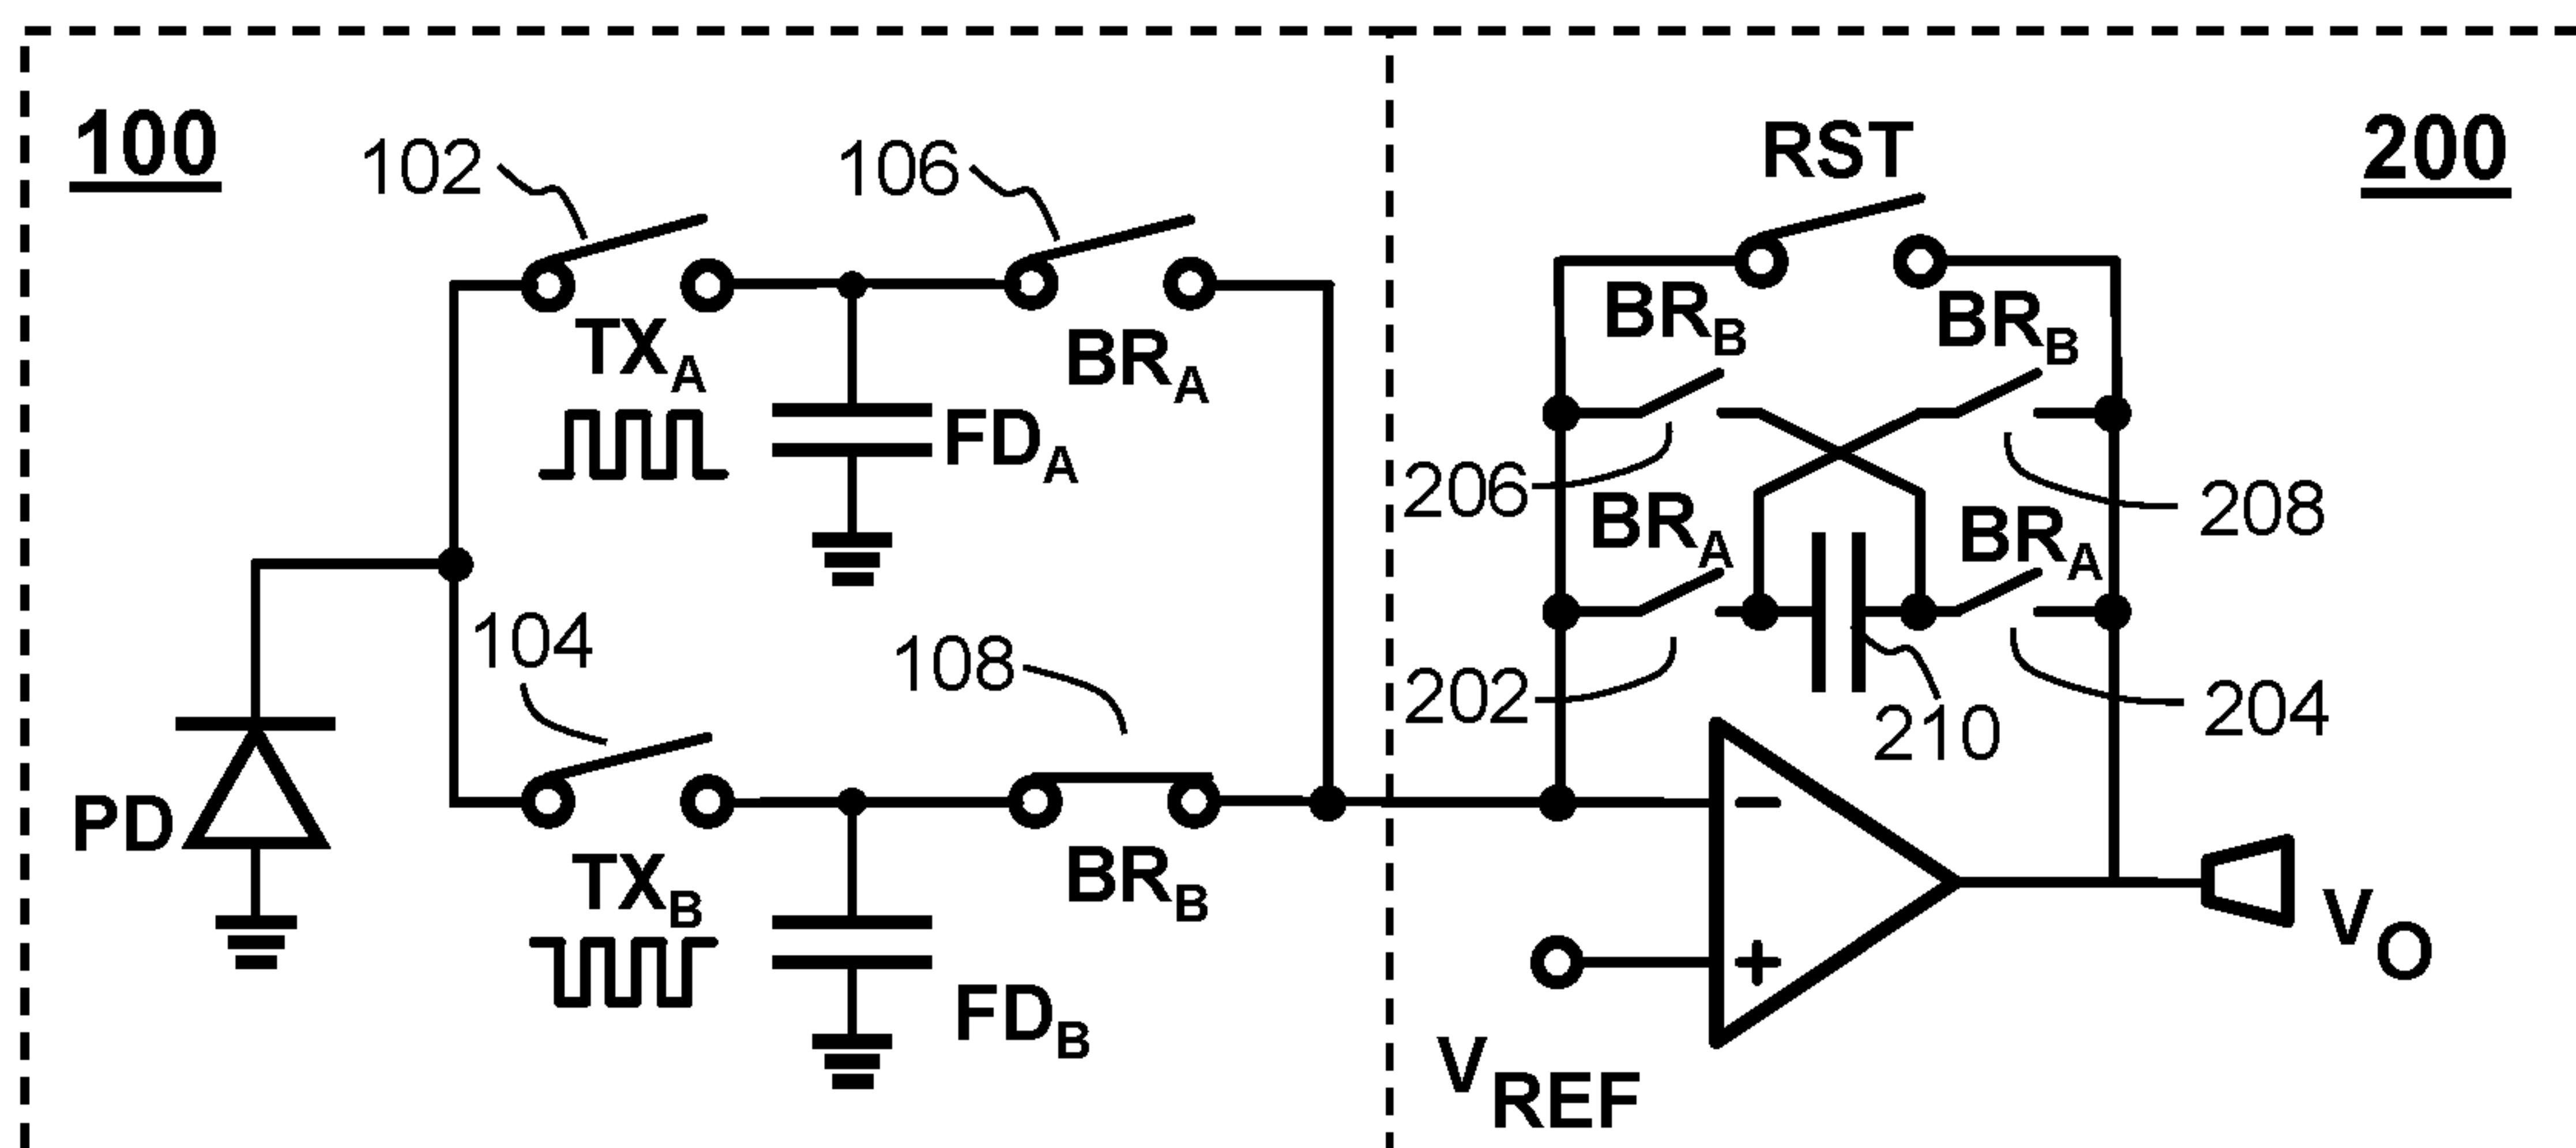 100
200
102
106
RST
TXA
BRA
BRB
BRB
FDA
206
208
BRA
BRA
104
108
202
210
204
PD
TXB
BRB
−
+
VO
FDB
VREF